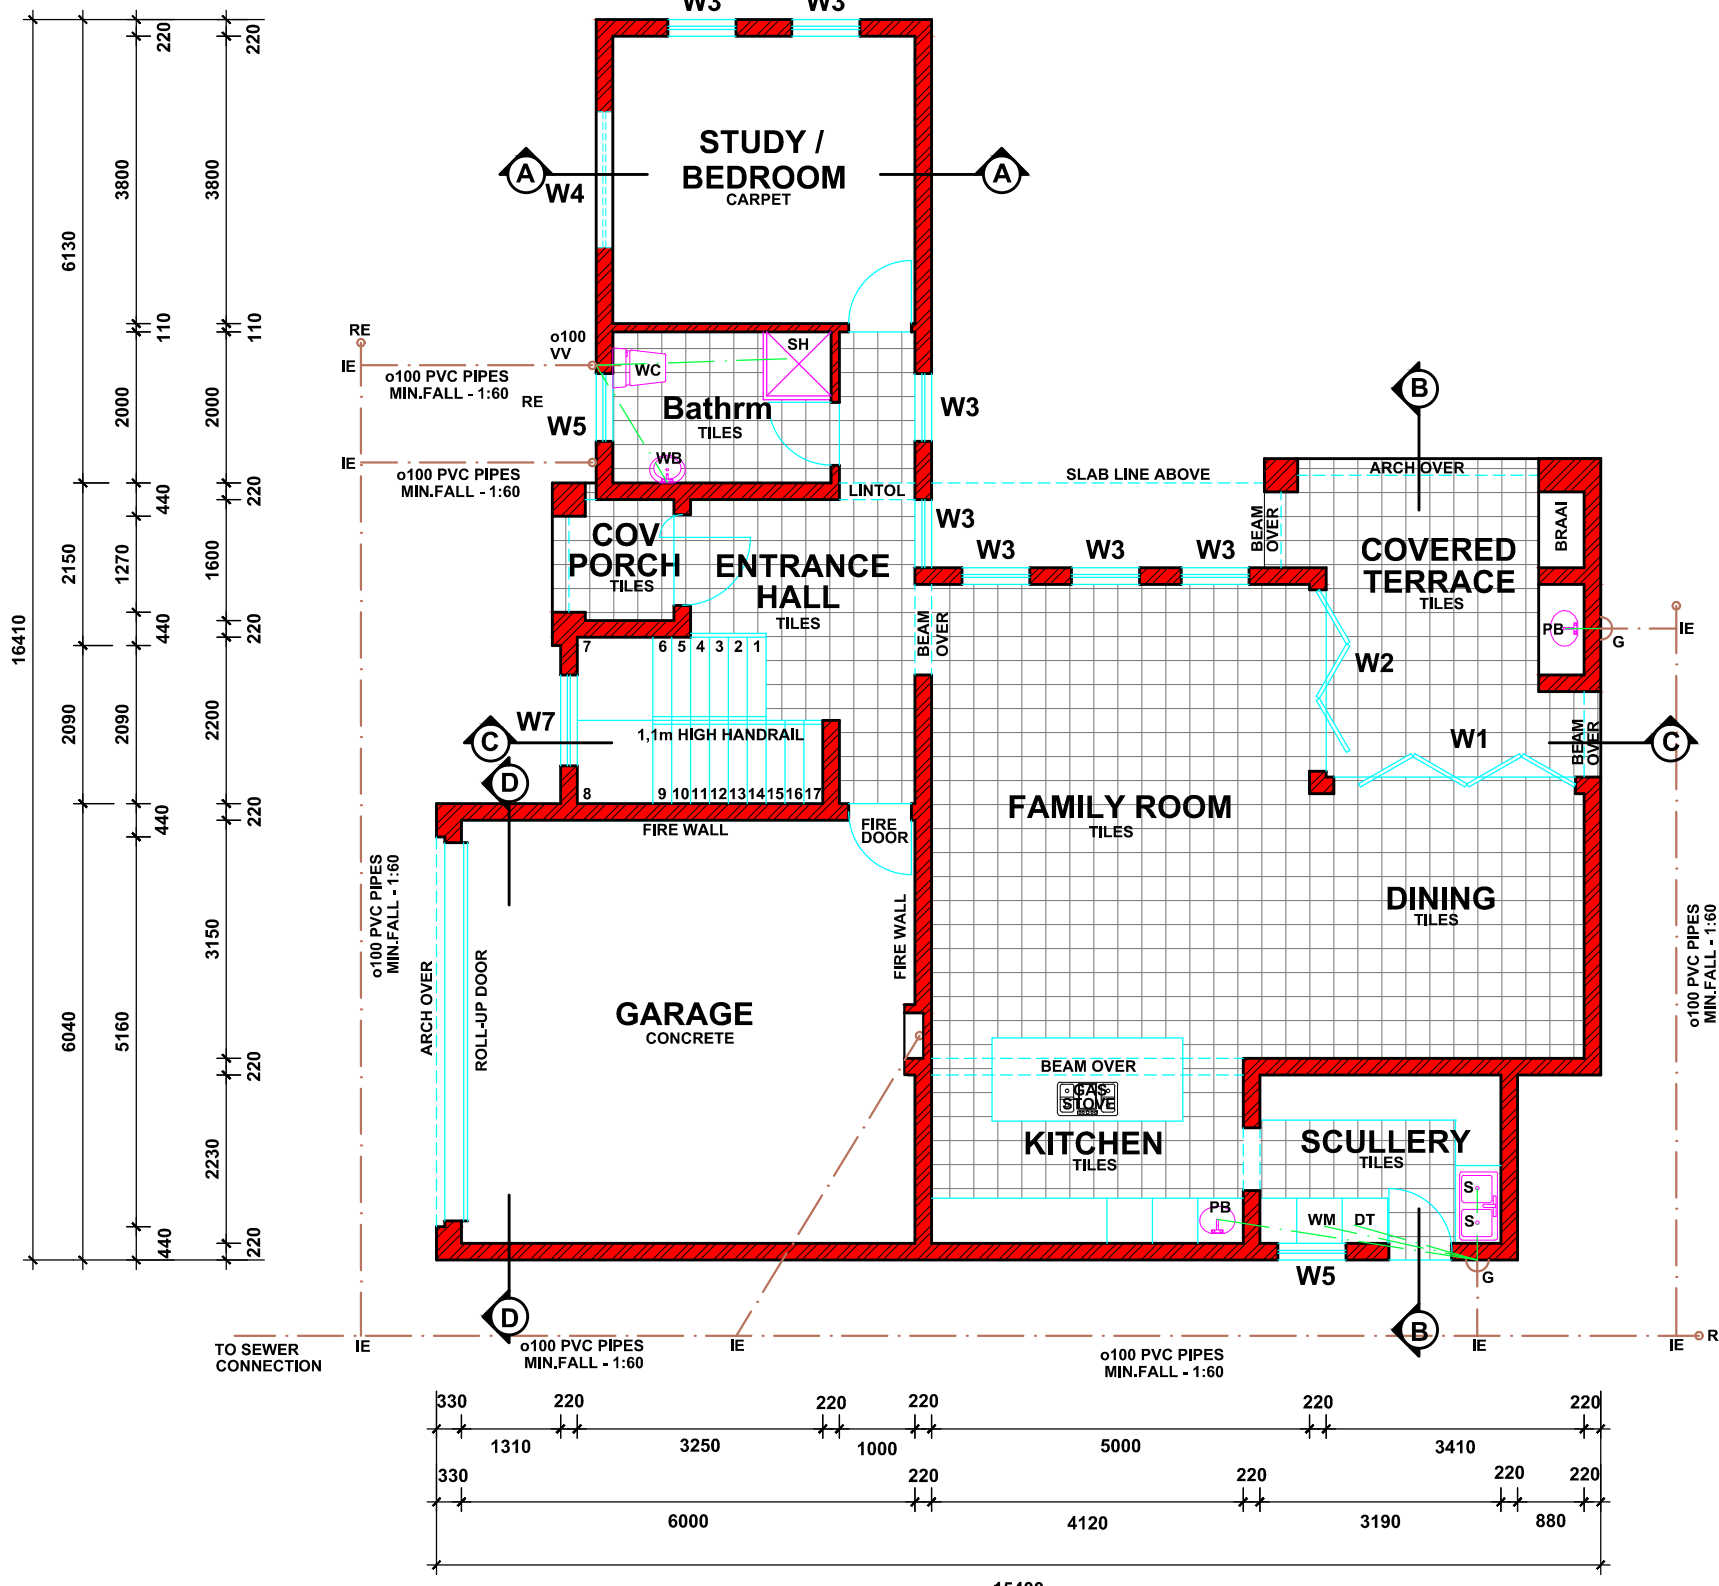 W3 W3
STUDY /
BEDROOM
CARPET
A
A
W4
RE
IE
o100
VV
o100 PVC PIPES
MIN.FALL - 1:60
RE
WC
SH
Bathrm
TILES
W5
W3
WB
IE
o100 PVC PIPES
MIN.FALL - 1:60
LINTOL
SLAB LINE ABOVE
B
ARCH OVER
BEAM
OVER
BRAAI
COV
PORCH
TILES
ENTRANCE
HALL
TILES
W3
W3 W3 W3
COVERED
TERRACE
TILES
PB
G
IE
BEAM
OVER
W2
7 6 5 4 3 2 1
W7
C
1,1m HIGH HANDRAIL
D
8 9 10 11 12 13 14 15 16 17
W1
BEAM
OVER
C
FIRE WALL
FIRE
DOOR
FAMILY ROOM
TILES
DINING
TILES
o100 PVC PIPES
MIN.FALL - 1:60
ARCH OVER
ROLL-UP DOOR
GARAGE
CONCRETE
FIRE WALL
o100 PVC PIPES
MIN.FALL - 1:60
BEAM OVER
GAS
STOVE
KITCHEN
TILES
SCULLERY
TILES
PB
WM DT
S
S
W5
G
D
B
TO SEWER
CONNECTION
IE
o100 PVC PIPES
MIN.FALL - 1:60
IE
o100 PVC PIPES
MIN.FALL - 1:60
IE
IE
R
16410
6130
2150
2090
6040
220
3800
110
2000
440
1270
440
2090
440
5160
440
220
3800
110
2000
220
1600
220
2200
220
3150
220
2230
220
330 220 220 220 220 220
1310 3250 1000 5000 3410
330 220 220 220 220
6000 4120 3190 880
15400